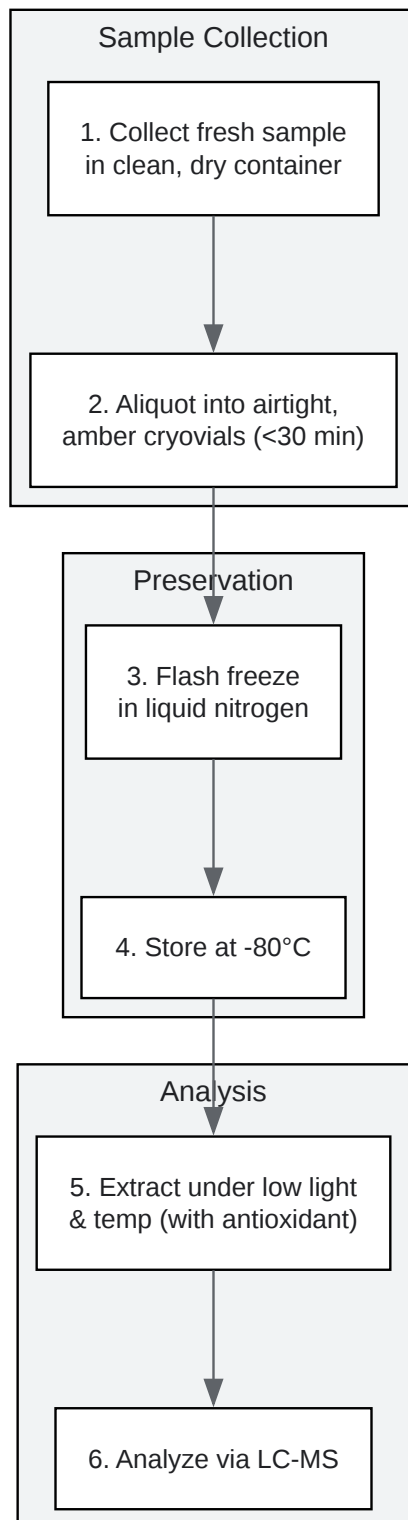 Sample Collection
1. Collect fresh sample
in clean, dry container
2. Aliquot into airtight,
amber cryovials (<30 min)
Preservation
3. Flash freeze
in liquid nitrogen
4. Store at -80°C
Analysis
5. Extract under low light
& temp (with antioxidant)
6. Analyze via LC-MS